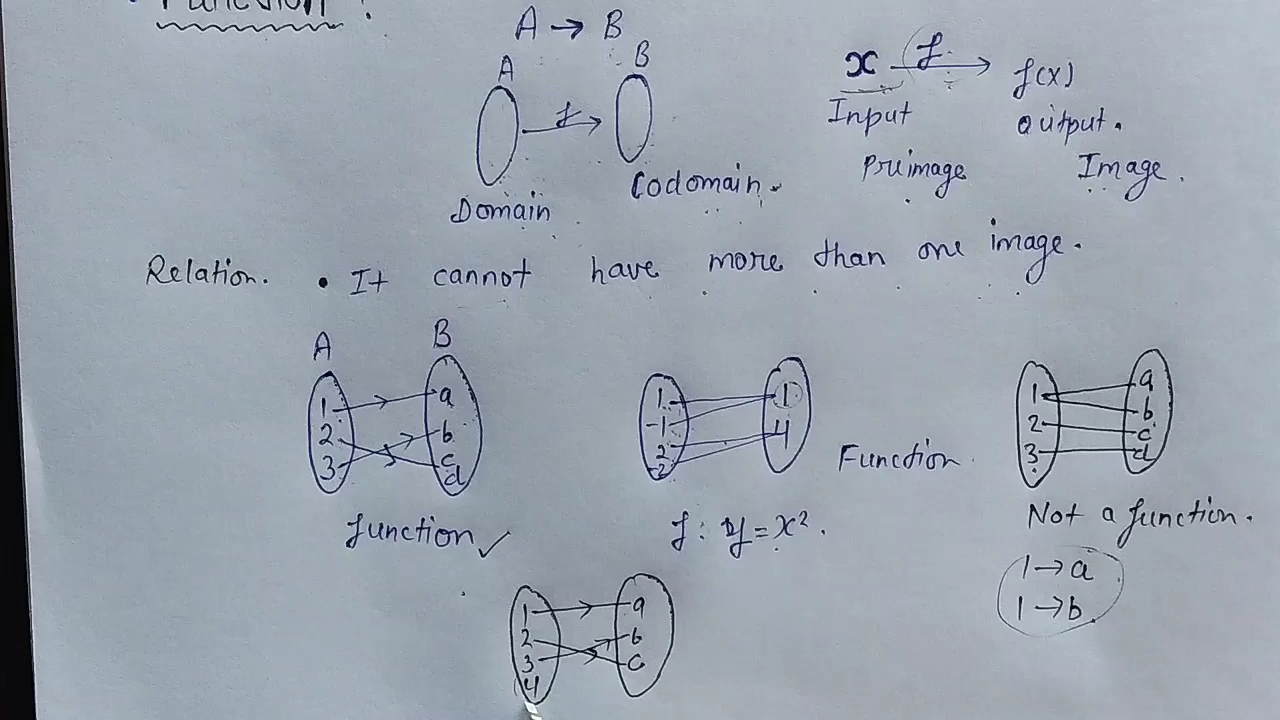 Function :
A → B
A B
f
Domain Codomain.
x f f(x)
Input output.
Preimage Image.
Relation. • It cannot have more than one image.
A B
1 a
2 b
3 c
d
function ✓
1 1
-1 4
2
f : y = x².
Function.
1 a
2 b
3 c
d
Not a function.
1 → a
1 → b
1 a
2 b
3 c
4